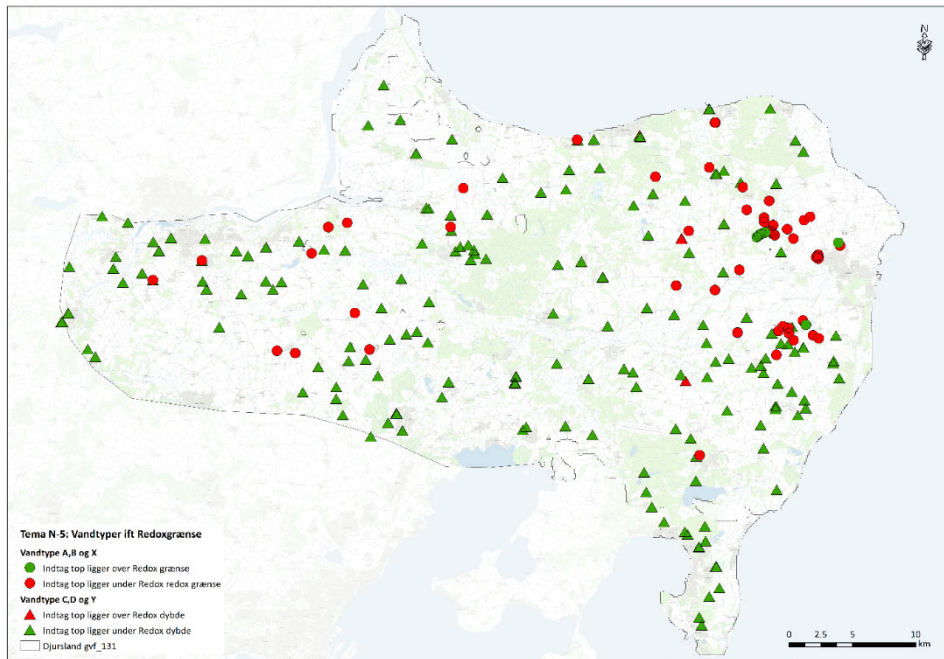 N
Tema N-5: Vandtyper ift Redoxgrænse
Vandtype A,B og X
Indtag top ligger over Redox grænse
Indtag top ligger under Redox redox grænse
Vandtype C,D og Y
Indtag top ligger over Redox dybde
Indtag top ligger under Redox dybde
Djursland gvf_131
0 2.5 5 10
km